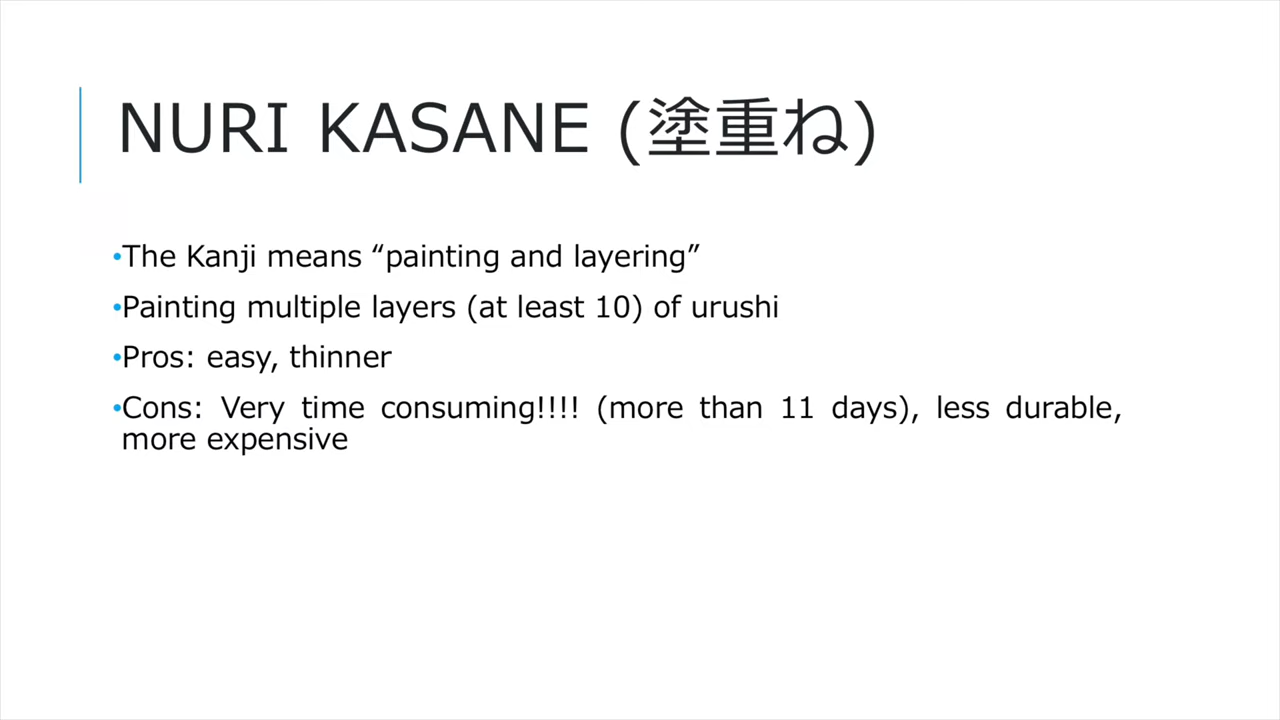 NURI KASANE (塗重ね)
•The Kanji means “painting and layering”
•Painting multiple layers (at least 10) of urushi
•Pros: easy, thinner
•Cons: Very time consuming!!!! (more than 11 days), less durable,
more expensive